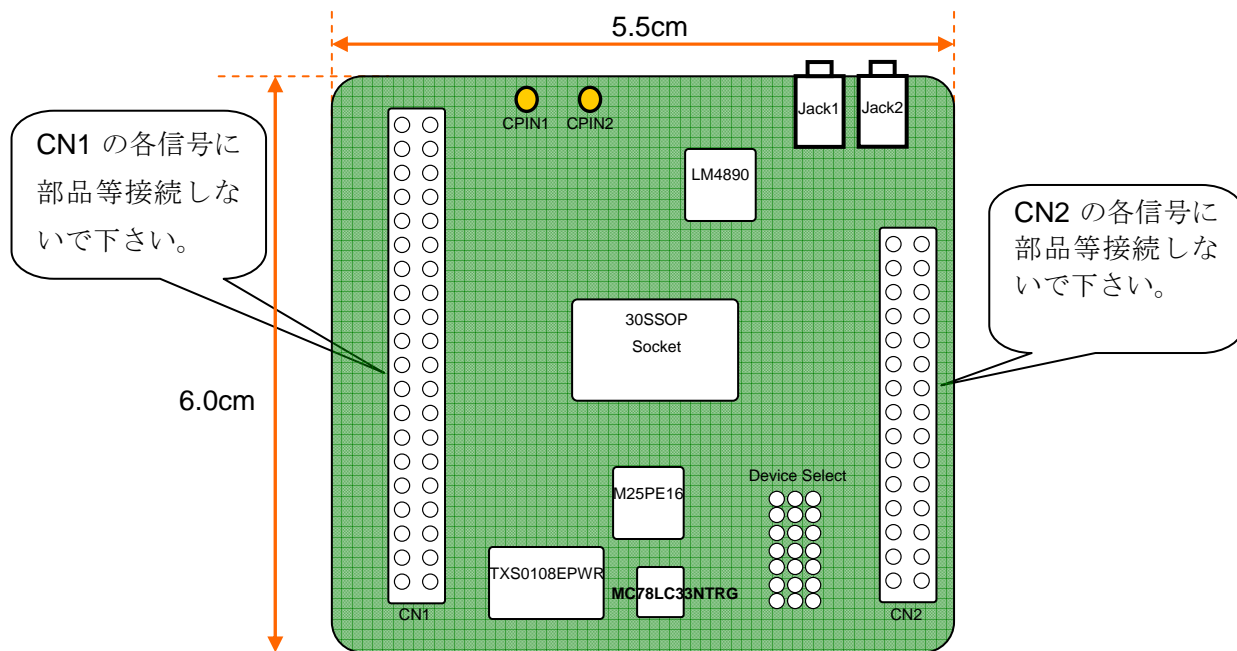 5.5cm
Jack1 Jack2
CPIN1 CPIN2
CN1 の各信号に
部品等接続しな
いで下さい。
LM4890
CN2 の各信号に
部品等接続しな
いで下さい。
30SSOP
Socket
6.0cm
M25PE16
Device Select
TXS0108EPWR
MC78LC33NTRG
CN1
CN2